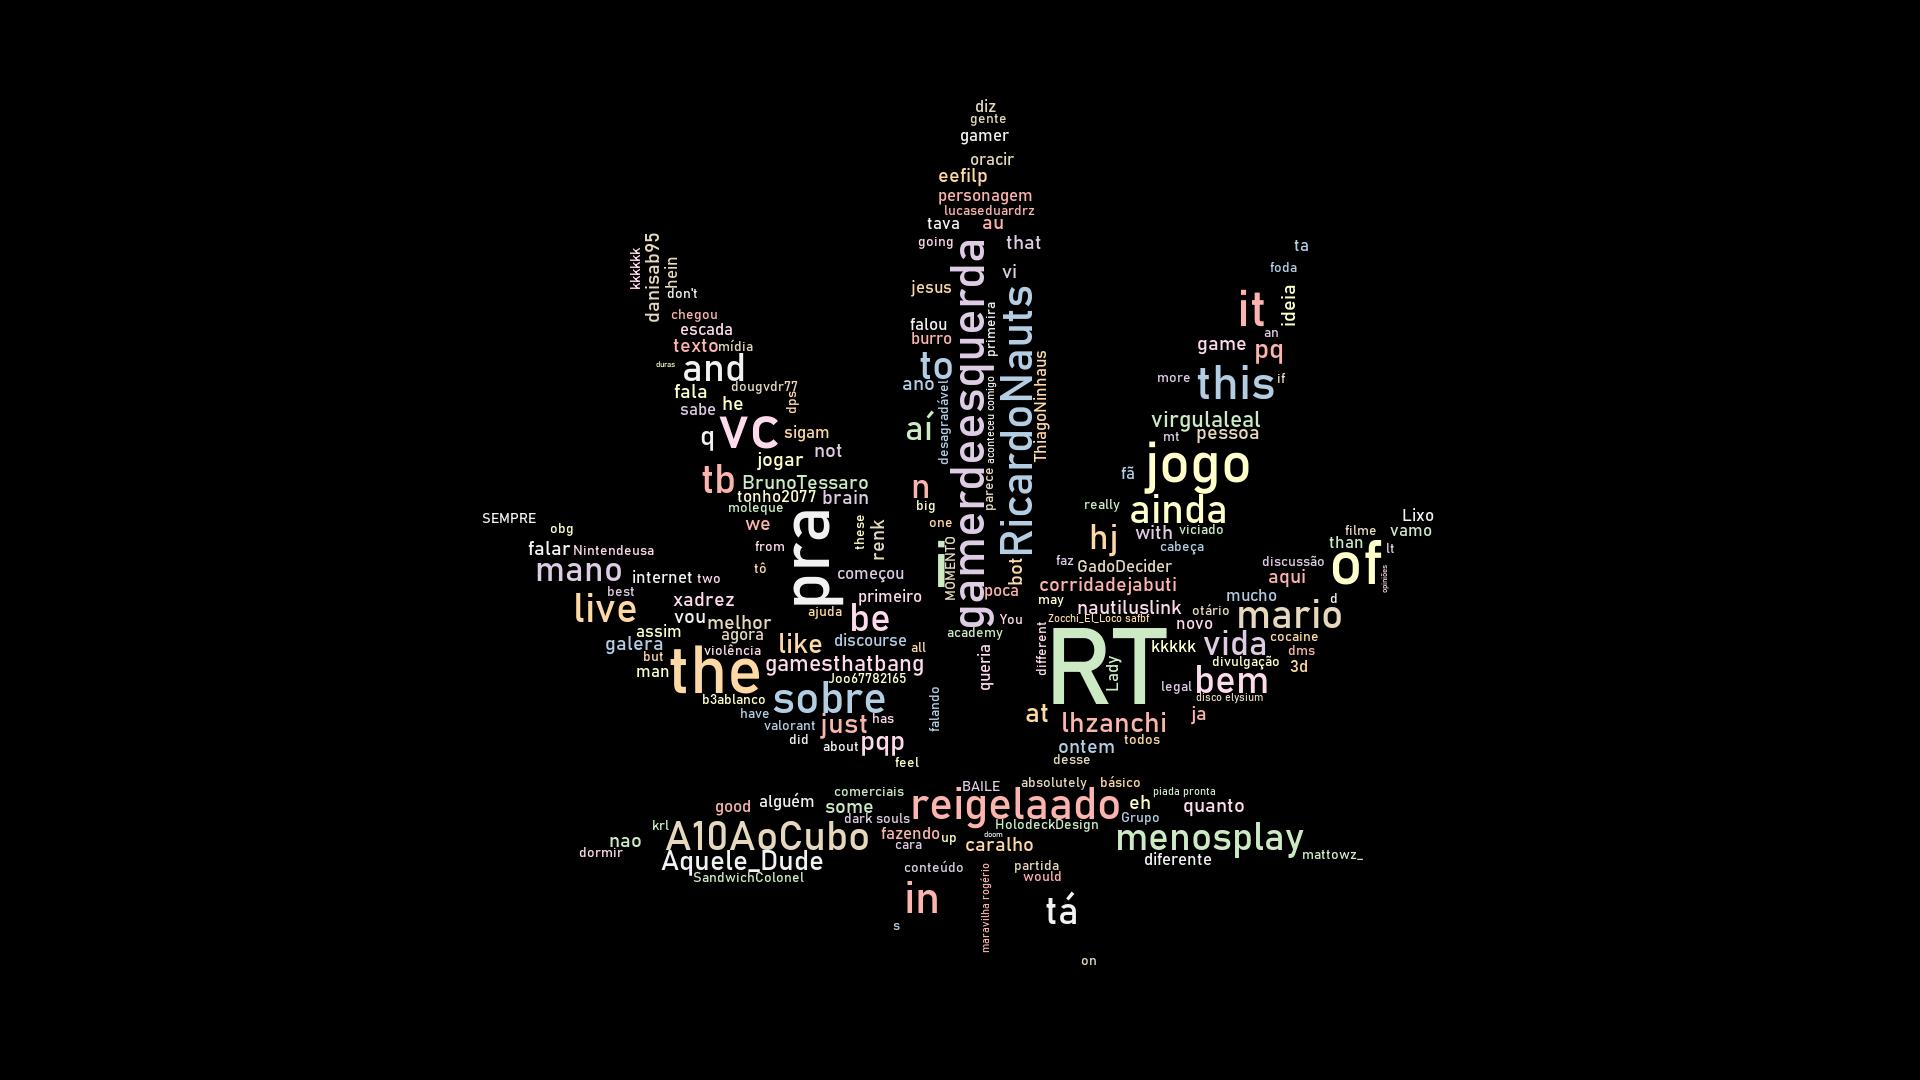 diz
gente
gamer
oracir
eefilp
personagem
lucaseduardrz
tava
au
going
that
vi
jesus
gamerdeesquerda
RicardoNauts
primeira
falou
burro
to
ano
desagradável
aconteceu comigo
ThiagoNinhaus
aí
parece
n
big
one
i
MOMENTO
bot
poca
You
academy
queria
kkkkkk
danisab95
hein
don't
chegou
escada
texto
mídia
duras
and
dougvdr77
fala
dps
he
sabe
vc
q
sigam
not
jogar
tb
BrunoTessaro
tonho2077
brain
moleque
we
pra
these
renk
from
tô
começou
primeiro
ajuda
be
ta
foda
it
ideia
an
game
pq
more
this
if
virgulaleal
mt
pessoa
jogo
fã
really
ainda
hj
with
viciado
cabeça
faz
GadoDecider
corridadejabuti
may
nautiluslink
Lixo
filme
vamo
than
lt
of
opiniões
discussão
aqui
mucho
d
otário
mario
novo
Zocchi_El_Loco safbf
different
RT
Lady
kkkkk
vida
cocaine
dms
divulgação
3d
bem
legal
disco elysium
at
lhzanchi
ja
ontem
todos
desse
SEMPRE
obg
falar
Nintendeusa
mano
internet
two
best
live
xadrez
vou
melhor
assim
agora
galera
violência
but
man
the
like
discourse
all
gamesthatbang
Joo67782165
b3ablanco
sobre
have
valorant
just
has
falando
did
about
pqp
feel
BAILE
absolutely
básico
comerciais
piada pronta
good
alguém
some
reigelaado
eh
quanto
dark souls
HolodeckDesign
Grupo
krl
nao
A10AoCubo
fazendo
up
doom
menosplay
dormir
cara
caralho
mattowz_
Aquele_Dude
diferente
SandwichColonel
conteúdo
partida
would
in
maravilha rogério
tá
s
on